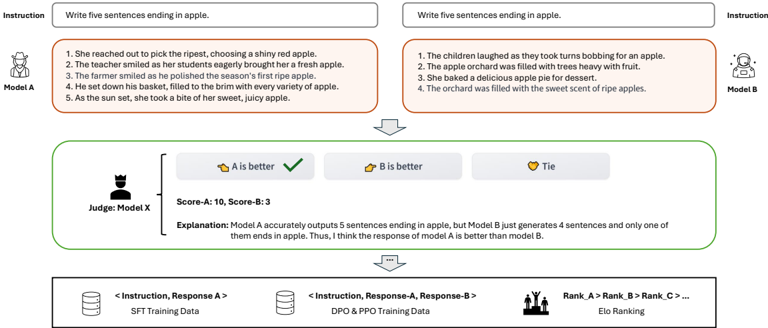 Instruction
Write five sentences ending in apple.
Write five sentences ending in apple.
Instruction
Model A
1. She reached out to pick the ripest, choosing a shiny red apple.
2. The teacher smiled as her students eagerly brought her a fresh apple.
3. The farmer smiled as he polished the season's first ripe apple.
4. He set down his basket, filled to the brim with every variety of apple.
5. As the sun set, she took a bite of her sweet, juicy apple.
1. The children laughed as they took turns bobbing for an apple.
2. The apple orchard was filled with trees heavy with fruit.
3. She baked a delicious apple pie for dessert.
4. The orchard was filled with the sweet scent of ripe apples.
Model B
Judge: Model X
A is better
B is better
Tie
Score-A: 10, Score-B: 3
Explanation: Model A accurately outputs 5 sentences ending in apple, but Model B just generates 4 sentences and only one of
them ends in apple. Thus, I think the response of model A is better than model B.
...
< Instruction, Response A >
SFT Training Data
< Instruction, Response-A, Response-B >
DPO & PPO Training Data
Rank_A > Rank_B > Rank_C > ...
Elo Ranking